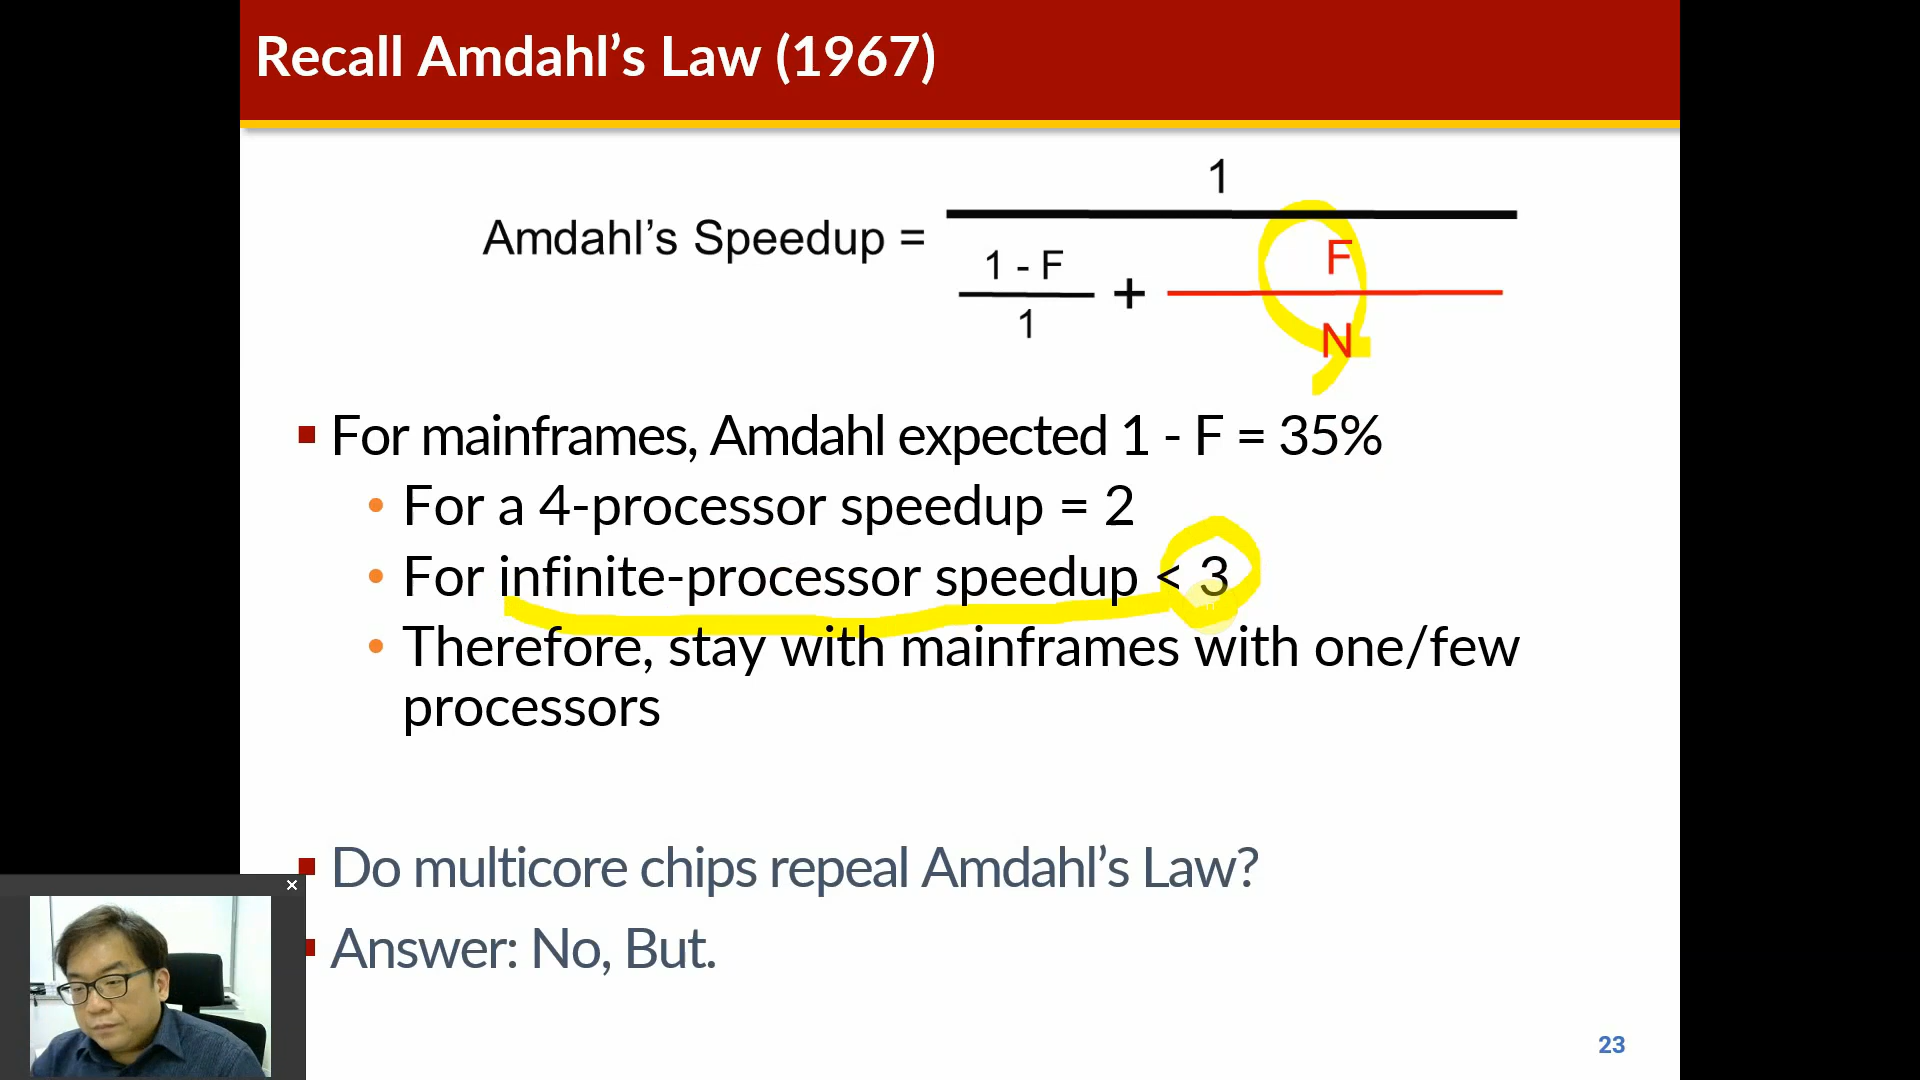 Recall Amdahl’s Law (1967)
Amdahl’s Speedup =
1
1 - F
1
+
F
N
For mainframes, Amdahl expected 1 - F = 35%
For a 4-processor speedup = 2
For infinite-processor speedup < 3
Therefore, stay with mainframes with one/few
processors
Do multicore chips repeal Amdahl’s Law?
Answer: No, But.
23